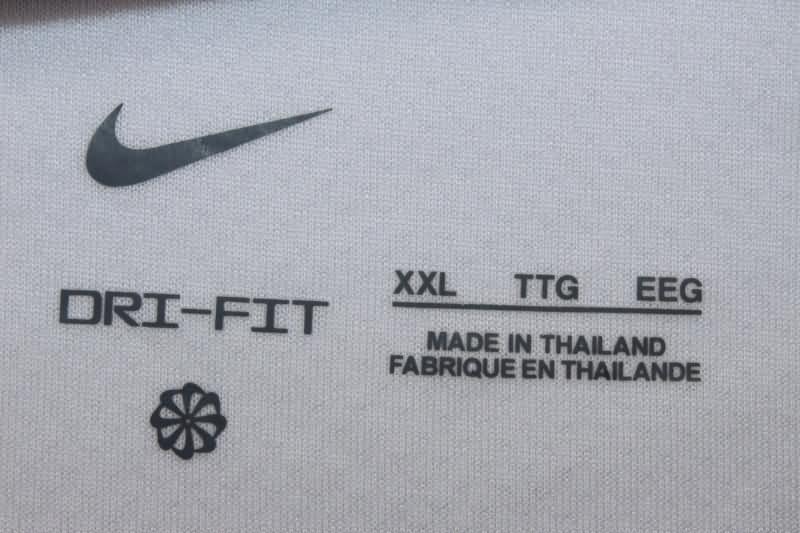 DRI-FIT
XXL TTG EEG
MADE IN THAILAND
FABRIQUE EN THAILANDE